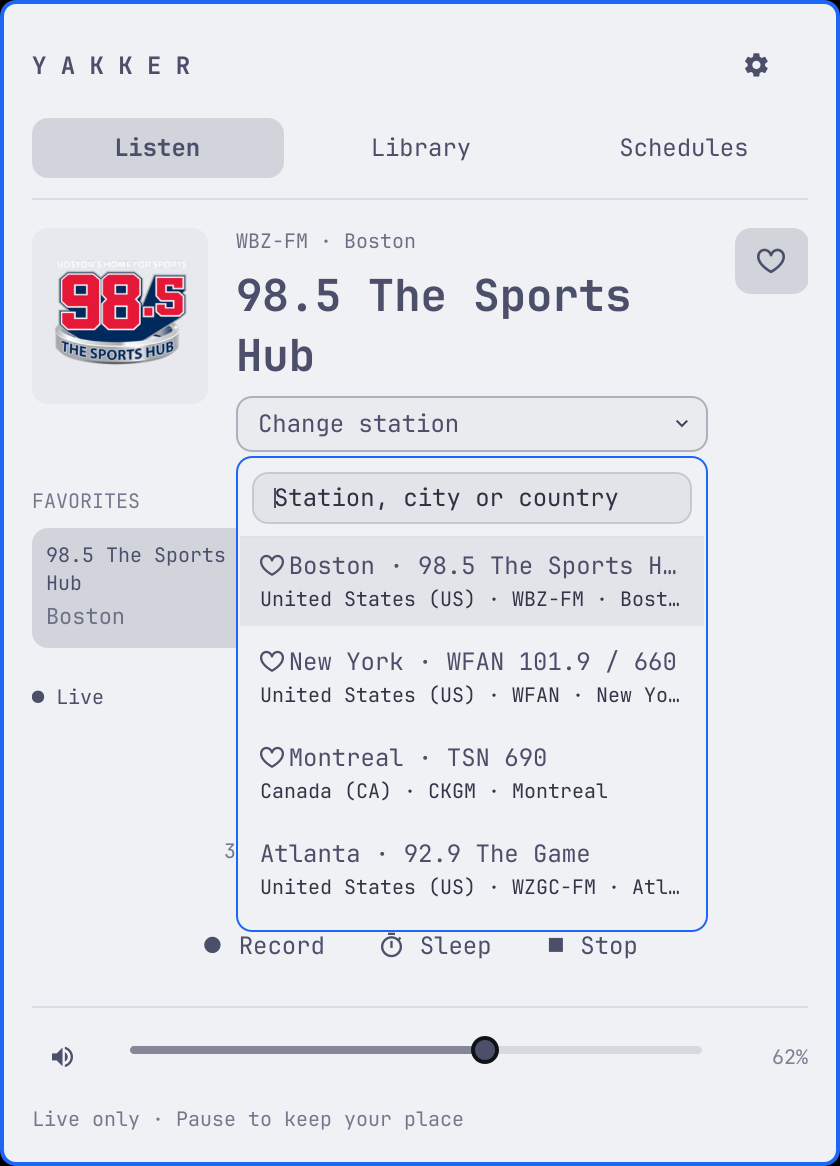 YAKKER
Listen
Library
Schedules
BOSTON'S HOME FOR SPORTS
98.5
THE SPORTS HUB
WBZ-FM · Boston
98.5 The Sports
Hub
Change station
Station, city or country
FAVORITES
98.5 The Sports
Hub
Boston
Live
Boston · 98.5 The Sports H…
United States (US) · WBZ-FM · Bost…
New York · WFAN 101.9 / 660
United States (US) · WFAN · New Yo…
Montreal · TSN 690
Canada (CA) · CKGM · Montreal
Atlanta · 92.9 The Game
United States (US) · WZGC-FM · Atl…
3
Record
Sleep
Stop
62%
Live only · Pause to keep your place